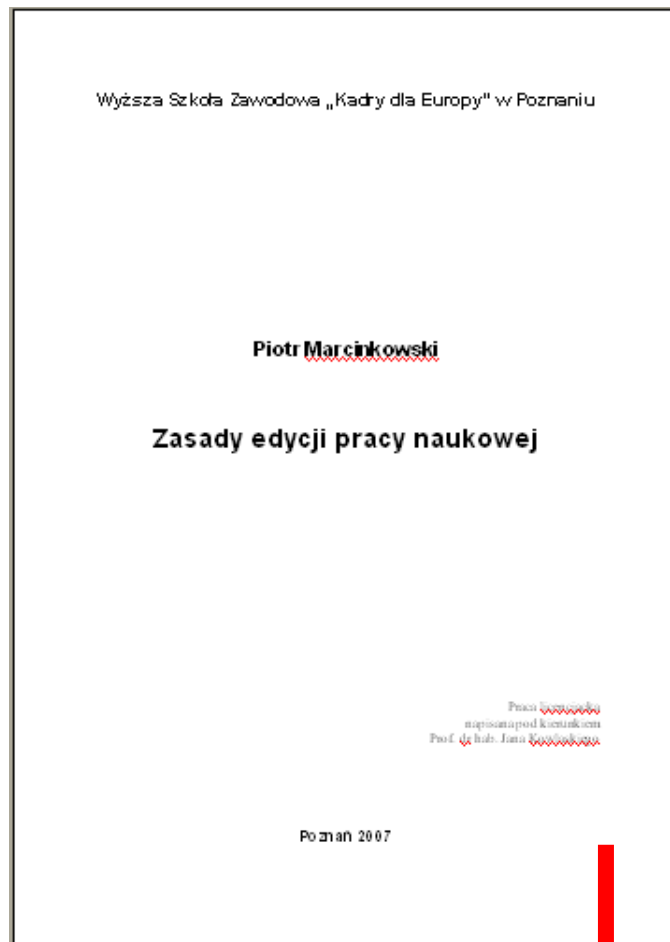 Wyższa Szkoła Zawodowa „Kadry dla Europy" w Poznaniu
Piotr Marcinkowski
Zasady edycji pracy naukowej
Praca licencjacka
napisana pod kierunkiem
Prof. dr hab. Jana
Poznań 2007